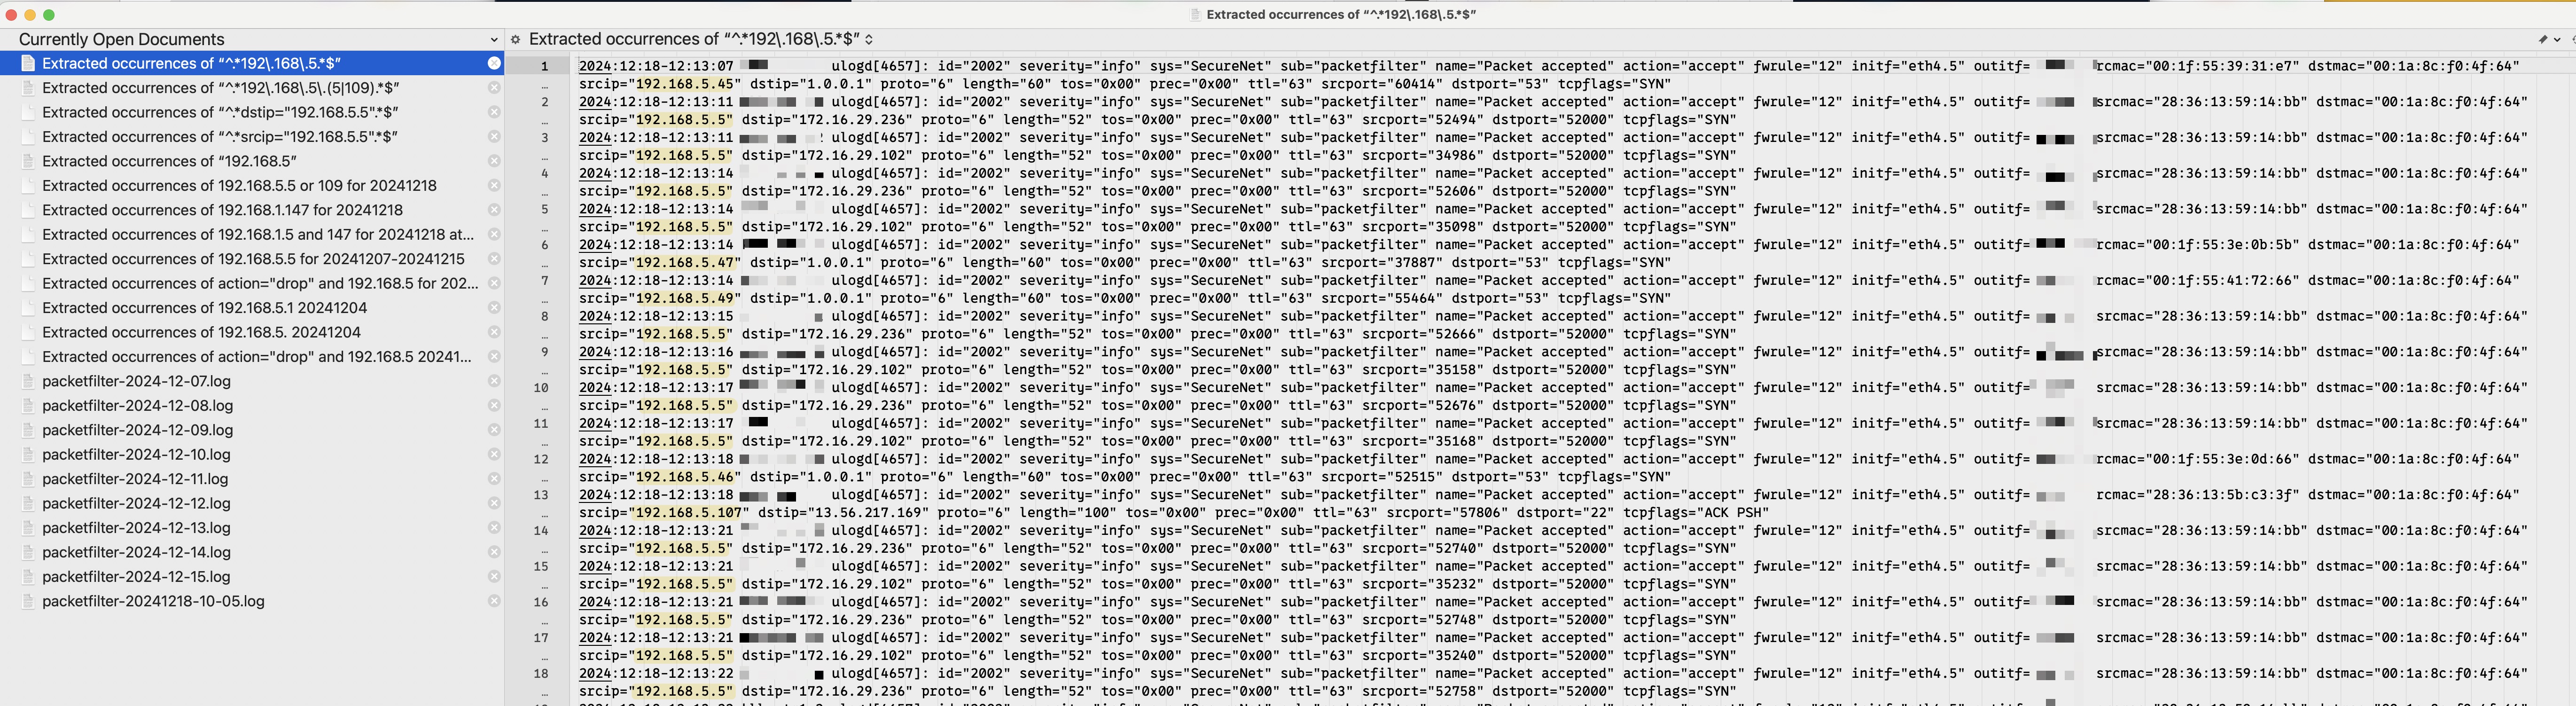 Extracted occurrences of “^.*192\.168\.5.*$”
Currently Open Documents
Extracted occurrences of “^.*192\.168\.5.*$”
Extracted occurrences of “^.*192\.168\.5.*$”
Extracted occurrences of “^.*192\.168\.5\.(5|109).*$”
Extracted occurrences of “^.*dstip="192.168.5.5".*$”
Extracted occurrences of “^.*srcip="192.168.5.5".*$”
Extracted occurrences of “192.168.5”
Extracted occurrences of 192.168.5.5 or 109 for 20241218
Extracted occurrences of 192.168.1.147 for 20241218
Extracted occurrences of 192.168.1.5 and 147 for 20241218 at...
Extracted occurrences of 192.168.5.5 for 20241207-20241215
Extracted occurrences of action="drop" and 192.168.5 for 202...
Extracted occurrences of 192.168.5.1 20241204
Extracted occurrences of 192.168.5. 20241204
Extracted occurrences of action="drop" and 192.168.5 20241...
packetfilter-2024-12-07.log
packetfilter-2024-12-08.log
packetfilter-2024-12-09.log
packetfilter-2024-12-10.log
packetfilter-2024-12-11.log
packetfilter-2024-12-12.log
packetfilter-2024-12-13.log
packetfilter-2024-12-14.log
packetfilter-2024-12-15.log
packetfilter-20241218-10-05.log
1 2024:12:18-12:13:07 ulogd[4657]: id="2002" severity="info" sys="SecureNet" sub="packetfilter" name="Packet accepted" action="accept" fwrule="12" initf="eth4.5" outitf= rcmac="00:1f:55:39:31:e7" dstmac="00:1a:8c:f0:4f:64"
… srcip="192.168.5.45" dstip="1.0.0.1" proto="6" length="60" tos="0x00" prec="0x00" ttl="63" srcport="60414" dstport="53" tcpflags="SYN"
2 2024:12:18-12:13:11 ulogd[4657]: id="2002" severity="info" sys="SecureNet" sub="packetfilter" name="Packet accepted" action="accept" fwrule="12" initf="eth4.5" outitf= srcmac="28:36:13:59:14:bb" dstmac="00:1a:8c:f0:4f:64"
… srcip="192.168.5.5" dstip="172.16.29.236" proto="6" length="52" tos="0x00" prec="0x00" ttl="63" srcport="52494" dstport="52000" tcpflags="SYN"
3 2024:12:18-12:13:11 ulogd[4657]: id="2002" severity="info" sys="SecureNet" sub="packetfilter" name="Packet accepted" action="accept" fwrule="12" initf="eth4.5" outitf= srcmac="28:36:13:59:14:bb" dstmac="00:1a:8c:f0:4f:64"
… srcip="192.168.5.5" dstip="172.16.29.102" proto="6" length="52" tos="0x00" prec="0x00" ttl="63" srcport="34986" dstport="52000" tcpflags="SYN"
4 2024:12:18-12:13:14 ulogd[4657]: id="2002" severity="info" sys="SecureNet" sub="packetfilter" name="Packet accepted" action="accept" fwrule="12" initf="eth4.5" outitf= srcmac="28:36:13:59:14:bb" dstmac="00:1a:8c:f0:4f:64"
… srcip="192.168.5.5" dstip="172.16.29.236" proto="6" length="52" tos="0x00" prec="0x00" ttl="63" srcport="52606" dstport="52000" tcpflags="SYN"
5 2024:12:18-12:13:14 ulogd[4657]: id="2002" severity="info" sys="SecureNet" sub="packetfilter" name="Packet accepted" action="accept" fwrule="12" initf="eth4.5" outitf= srcmac="28:36:13:59:14:bb" dstmac="00:1a:8c:f0:4f:64"
… srcip="192.168.5.5" dstip="172.16.29.102" proto="6" length="52" tos="0x00" prec="0x00" ttl="63" srcport="35098" dstport="52000" tcpflags="SYN"
6 2024:12:18-12:13:14 ulogd[4657]: id="2002" severity="info" sys="SecureNet" sub="packetfilter" name="Packet accepted" action="accept" fwrule="12" initf="eth4.5" outitf= rcmac="00:1f:55:3e:0b:5b" dstmac="00:1a:8c:f0:4f:64"
… srcip="192.168.5.47" dstip="1.0.0.1" proto="6" length="60" tos="0x00" prec="0x00" ttl="63" srcport="37887" dstport="53" tcpflags="SYN"
7 2024:12:18-12:13:14 ulogd[4657]: id="2002" severity="info" sys="SecureNet" sub="packetfilter" name="Packet accepted" action="accept" fwrule="12" initf="eth4.5" outitf= rcmac="00:1f:55:41:72:66" dstmac="00:1a:8c:f0:4f:64"
… srcip="192.168.5.49" dstip="1.0.0.1" proto="6" length="60" tos="0x00" prec="0x00" ttl="63" srcport="55464" dstport="53" tcpflags="SYN"
8 2024:12:18-12:13:15 ulogd[4657]: id="2002" severity="info" sys="SecureNet" sub="packetfilter" name="Packet accepted" action="accept" fwrule="12" initf="eth4.5" outitf= srcmac="28:36:13:59:14:bb" dstmac="00:1a:8c:f0:4f:64"
… srcip="192.168.5.5" dstip="172.16.29.236" proto="6" length="52" tos="0x00" prec="0x00" ttl="63" srcport="52666" dstport="52000" tcpflags="SYN"
9 2024:12:18-12:13:16 ulogd[4657]: id="2002" severity="info" sys="SecureNet" sub="packetfilter" name="Packet accepted" action="accept" fwrule="12" initf="eth4.5" outitf= srcmac="28:36:13:59:14:bb" dstmac="00:1a:8c:f0:4f:64"
… srcip="192.168.5.5" dstip="172.16.29.102" proto="6" length="52" tos="0x00" prec="0x00" ttl="63" srcport="35158" dstport="52000" tcpflags="SYN"
10 2024:12:18-12:13:17 ulogd[4657]: id="2002" severity="info" sys="SecureNet" sub="packetfilter" name="Packet accepted" action="accept" fwrule="12" initf="eth4.5" outitf= srcmac="28:36:13:59:14:bb" dstmac="00:1a:8c:f0:4f:64"
… srcip="192.168.5.5" dstip="172.16.29.236" proto="6" length="52" tos="0x00" prec="0x00" ttl="63" srcport="52676" dstport="52000" tcpflags="SYN"
11 2024:12:18-12:13:17 ulogd[4657]: id="2002" severity="info" sys="SecureNet" sub="packetfilter" name="Packet accepted" action="accept" fwrule="12" initf="eth4.5" outitf= srcmac="28:36:13:59:14:bb" dstmac="00:1a:8c:f0:4f:64"
… srcip="192.168.5.5" dstip="172.16.29.102" proto="6" length="52" tos="0x00" prec="0x00" ttl="63" srcport="35168" dstport="52000" tcpflags="SYN"
12 2024:12:18-12:13:18 ulogd[4657]: id="2002" severity="info" sys="SecureNet" sub="packetfilter" name="Packet accepted" action="accept" fwrule="12" initf="eth4.5" outitf= rcmac="00:1f:55:3e:0d:66" dstmac="00:1a:8c:f0:4f:64"
… srcip="192.168.5.46" dstip="1.0.0.1" proto="6" length="60" tos="0x00" prec="0x00" ttl="63" srcport="52515" dstport="53" tcpflags="SYN"
13 2024:12:18-12:13:18 ulogd[4657]: id="2002" severity="info" sys="SecureNet" sub="packetfilter" name="Packet accepted" action="accept" fwrule="12" initf="eth4.5" outitf= rcmac="28:36:13:5b:c3:3f" dstmac="00:1a:8c:f0:4f:64"
… srcip="192.168.5.107" dstip="13.56.217.169" proto="6" length="100" tos="0x00" prec="0x00" ttl="63" srcport="57806" dstport="22" tcpflags="ACK PSH"
14 2024:12:18-12:13:21 ulogd[4657]: id="2002" severity="info" sys="SecureNet" sub="packetfilter" name="Packet accepted" action="accept" fwrule="12" initf="eth4.5" outitf= srcmac="28:36:13:59:14:bb" dstmac="00:1a:8c:f0:4f:64"
… srcip="192.168.5.5" dstip="172.16.29.236" proto="6" length="52" tos="0x00" prec="0x00" ttl="63" srcport="52740" dstport="52000" tcpflags="SYN"
15 2024:12:18-12:13:21 ulogd[4657]: id="2002" severity="info" sys="SecureNet" sub="packetfilter" name="Packet accepted" action="accept" fwrule="12" initf="eth4.5" outitf= srcmac="28:36:13:59:14:bb" dstmac="00:1a:8c:f0:4f:64"
… srcip="192.168.5.5" dstip="172.16.29.102" proto="6" length="52" tos="0x00" prec="0x00" ttl="63" srcport="35232" dstport="52000" tcpflags="SYN"
16 2024:12:18-12:13:21 ulogd[4657]: id="2002" severity="info" sys="SecureNet" sub="packetfilter" name="Packet accepted" action="accept" fwrule="12" initf="eth4.5" outitf= srcmac="28:36:13:59:14:bb" dstmac="00:1a:8c:f0:4f:64"
… srcip="192.168.5.5" dstip="172.16.29.236" proto="6" length="52" tos="0x00" prec="0x00" ttl="63" srcport="52748" dstport="52000" tcpflags="SYN"
17 2024:12:18-12:13:21 ulogd[4657]: id="2002" severity="info" sys="SecureNet" sub="packetfilter" name="Packet accepted" action="accept" fwrule="12" initf="eth4.5" outitf= srcmac="28:36:13:59:14:bb" dstmac="00:1a:8c:f0:4f:64"
… srcip="192.168.5.5" dstip="172.16.29.102" proto="6" length="52" tos="0x00" prec="0x00" ttl="63" srcport="35240" dstport="52000" tcpflags="SYN"
18 2024:12:18-12:13:22 ulogd[4657]: id="2002" severity="info" sys="SecureNet" sub="packetfilter" name="Packet accepted" action="accept" fwrule="12" initf="eth4.5" outitf= srcmac="28:36:13:59:14:bb" dstmac="00:1a:8c:f0:4f:64"
… srcip="192.168.5.5" dstip="172.16.29.236" proto="6" length="52" tos="0x00" prec="0x00" ttl="63" srcport="52758" dstport="52000" tcpflags="SYN"